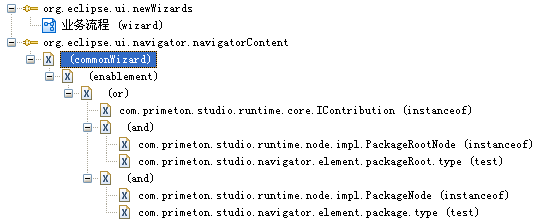 org.eclipse.ui.newWizards
业务流程 (wizard)
org.eclipse.ui.navigator.navigatorContent
(commonWizard)
(enablement)
(or)
com.primeton.studio.runtime.core.IContribution (instanceof)
(and)
com.primeton.studio.runtime.node.impl.PackageRootNode (instanceof)
com.primeton.studio.navigator.element.packageRoot.type (test)
(and)
com.primeton.studio.runtime.node.impl.PackageNode (instanceof)
com.primeton.studio.navigator.element.package.type (test)